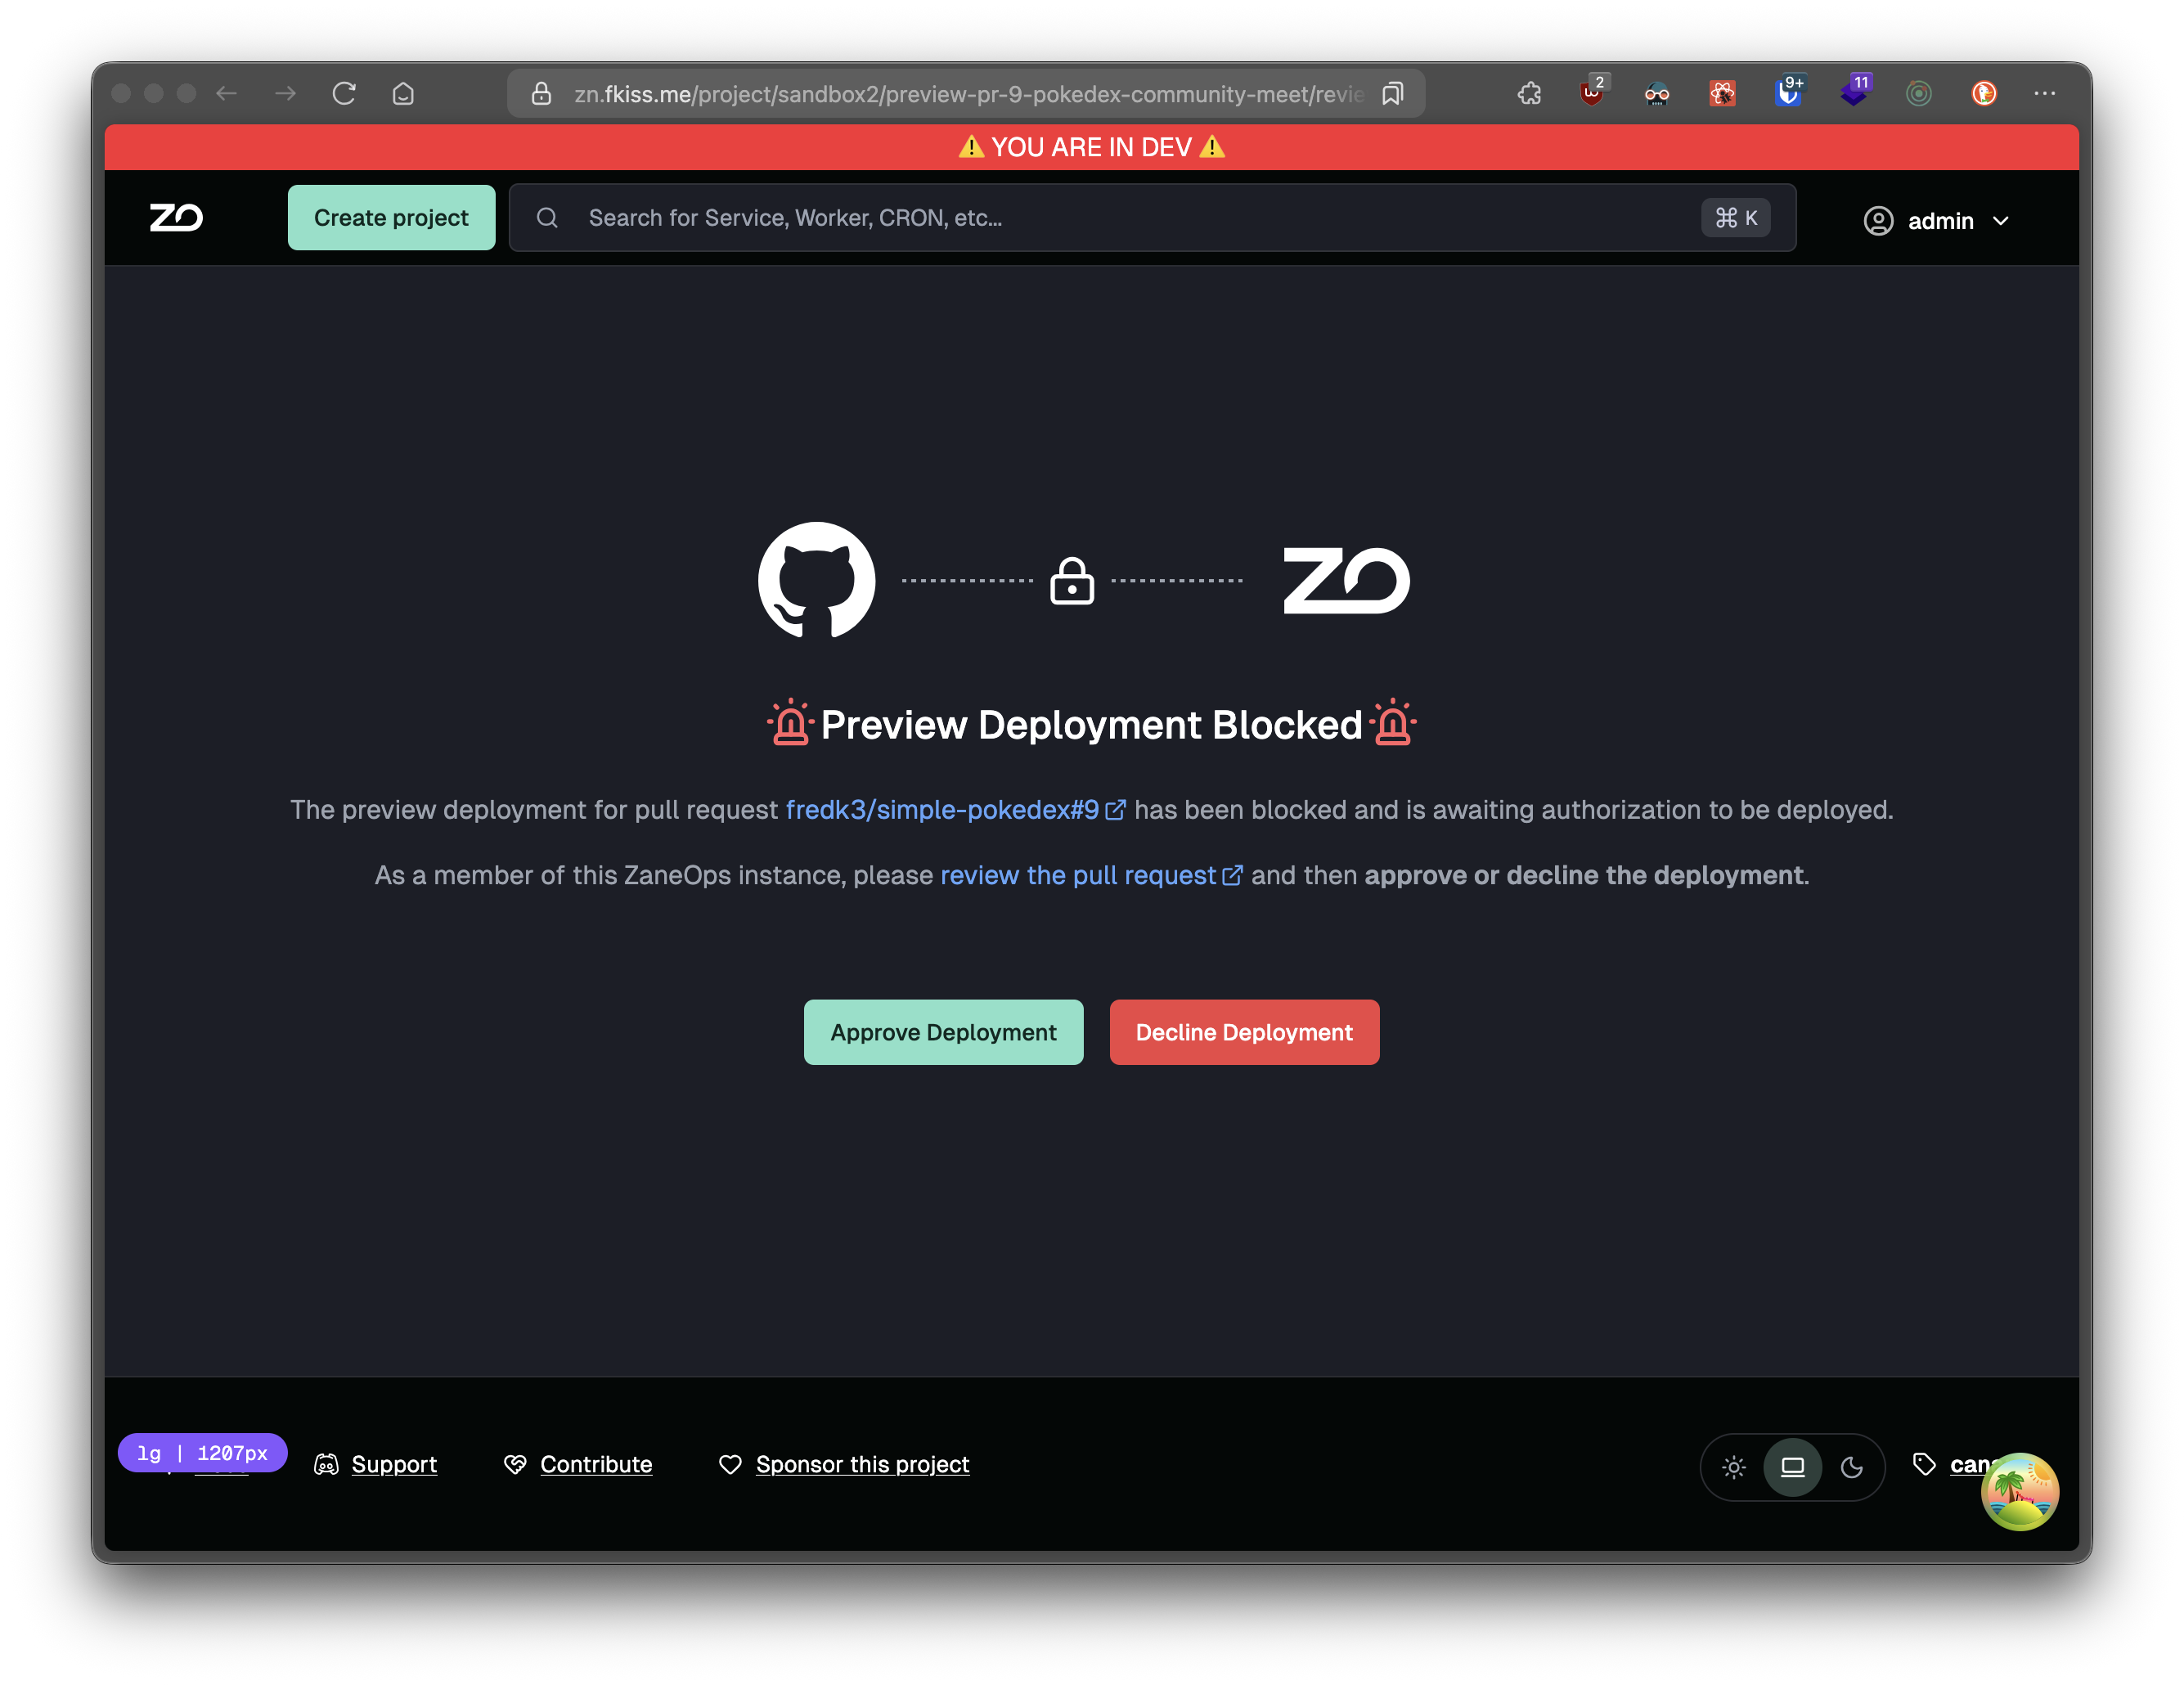 zn.fkiss.me/project/sandbox2/preview-pr-9-pokedex-community-meet/revie
2
9+
11
⚠️ YOU ARE IN DEV ⚠️
ZO
Create project
Search for Service, Worker, CRON, etc...
⌘ K
admin
ZO
Preview Deployment Blocked
The preview deployment for pull request fredk3/simple-pokedex#9 has been blocked and is awaiting authorization to be deployed.
As a member of this ZaneOps instance, please review the pull request and then approve or decline the deployment.
Approve Deployment
Decline Deployment
lg | 1207px
Support
Contribute
Sponsor this project